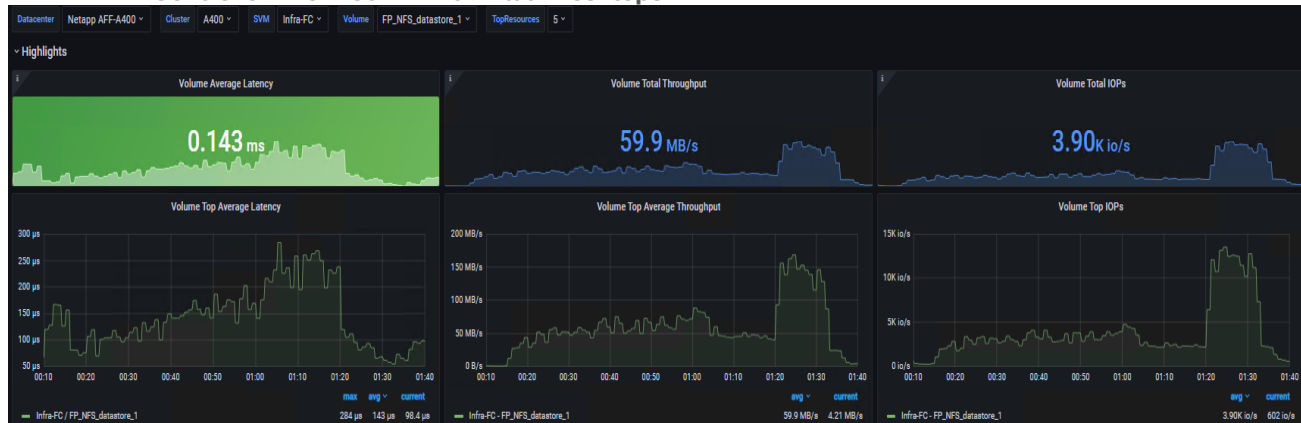 Datacenter Netapp AFF-A400 Cluster A400 SVM Infra-FC Volume FP_NFS_datastore_1 TopResources 5
Highlights
Volume Average Latency
0.143 ms
Volume Total Throughput
59.9 MB/s
Volume Total IOPs
3.90K io/s
Volume Top Average Latency
300 µs
250 µs
200 µs
150 µs
100 µs
50 µs
00:10 00:20 00:30 00:40 00:50 01:00 01:10 01:20 01:30 01:40
max avg current
Infra-FC / FP_NFS_datastore_1 284 µs 143 µs 98.4 µs
Volume Top Average Throughput
200 MB/s
150 MB/s
100 MB/s
50 MB/s
0 B/s
00:10 00:20 00:30 00:40 00:50 01:00 01:10 01:20 01:30 01:40
avg current
Infra-FC - FP_NFS_datastore_1 59.9 MB/s 4.21 MB/s
Volume Top IOPs
15K io/s
10K io/s
5K io/s
0 io/s
00:10 00:20 00:30 00:40 00:50 01:00 01:10 01:20 01:30 01:40
avg current
Infra-FC - FP_NFS_datastore_1 3.90K io/s 602 io/s